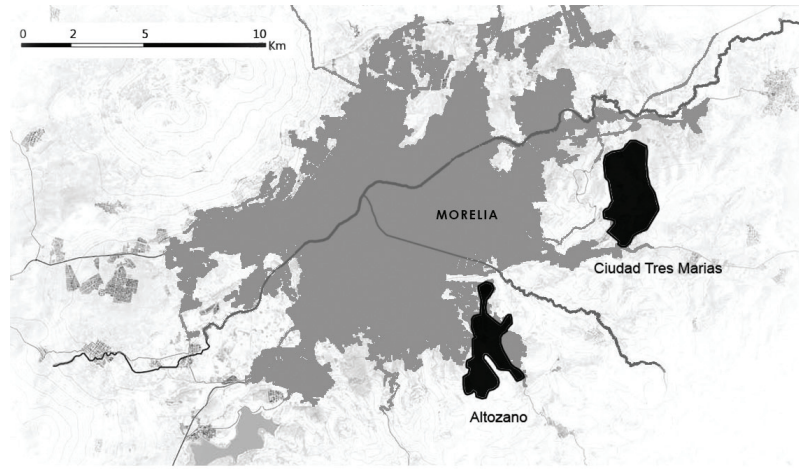 0 2 5 10
Km
MORELIA
Ciudad Tres Marias
Altozano